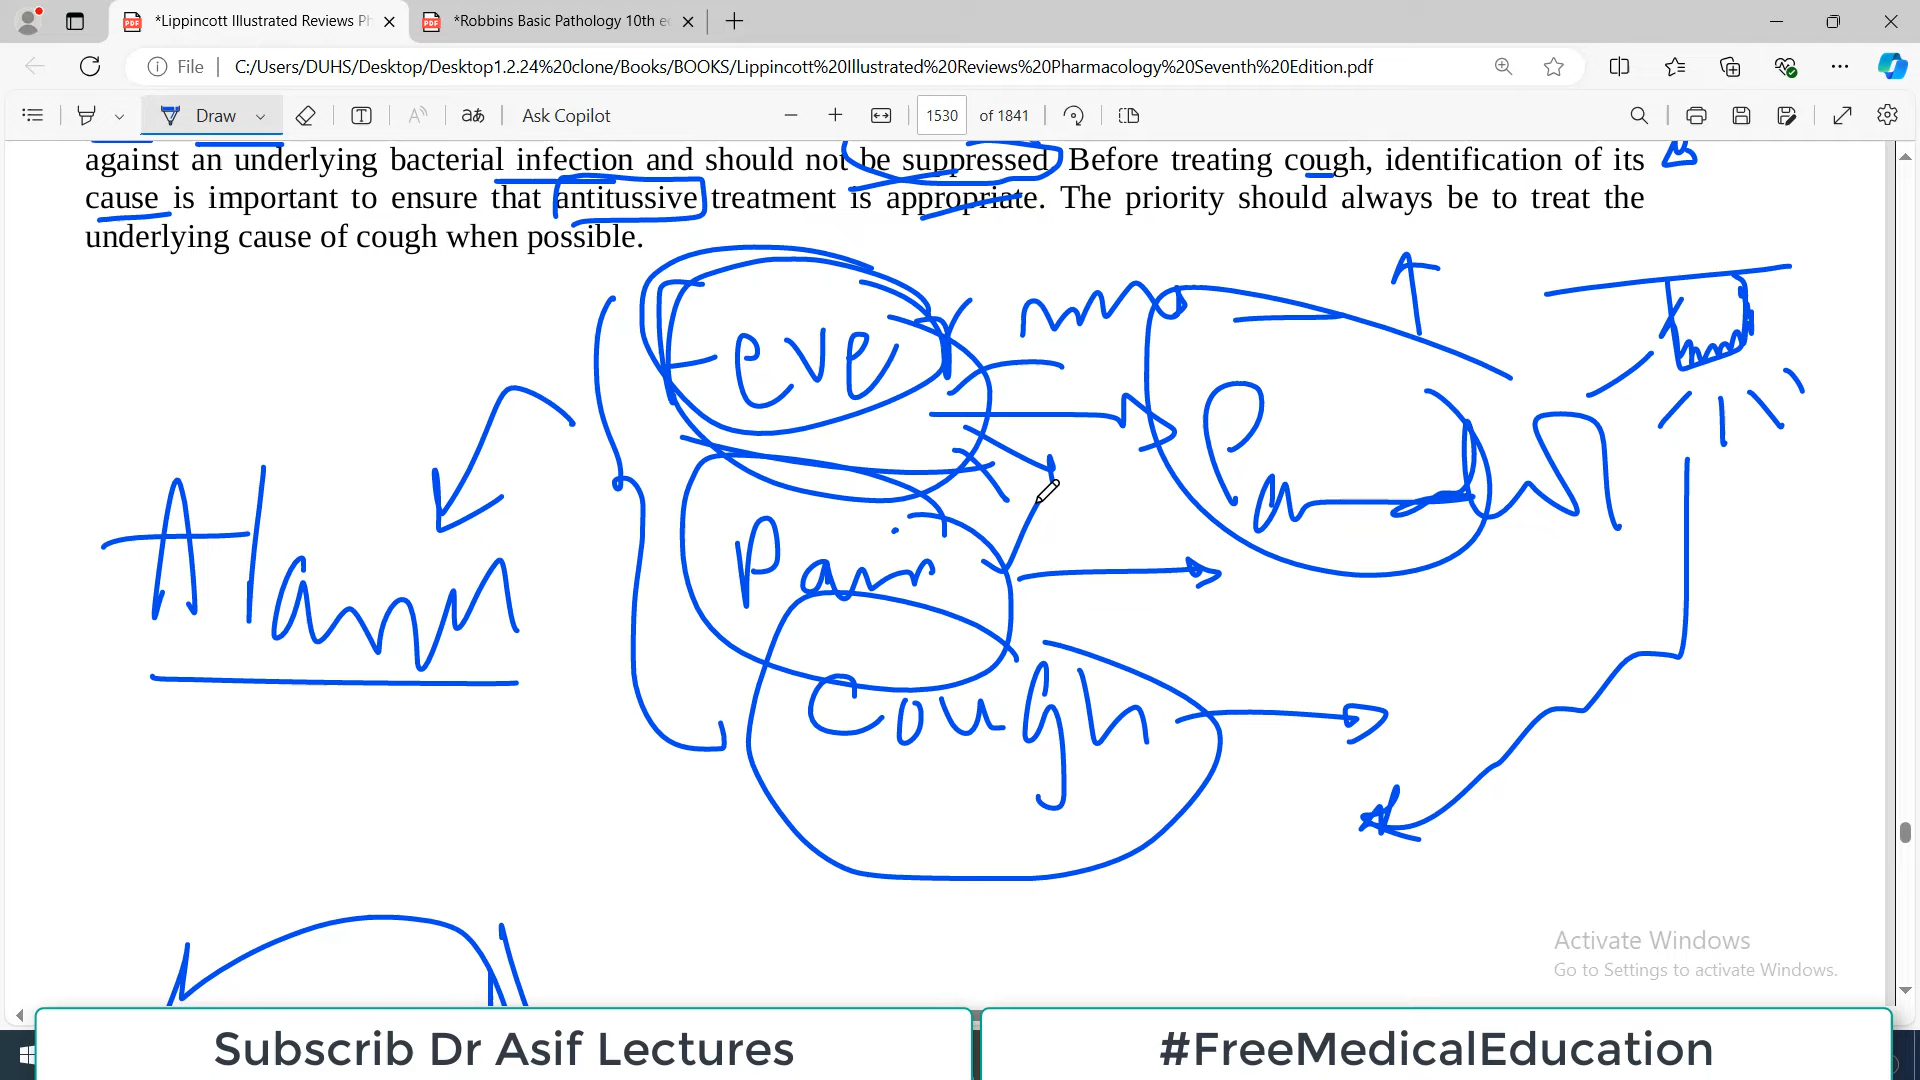 *Lippincott Illustrated Reviews Ph
*Robbins Basic Pathology 10th e
File
C:/Users/DUHS/Desktop/Desktop1.2.24%20clone/Books/BOOKS/Lippincott%20Illustrated%20Reviews%20Pharmacology%20Seventh%20Edition.pdf
Draw
Ask Copilot
1530 of 1841
against an underlying bacterial infection and should not be suppressed. Before treating cough, identification of its
cause is important to ensure that antitussive treatment is appropriate. The priority should always be to treat the
underlying cause of cough when possible.
Fever
Pain
Cough
Alarm
Activate Windows
Go to Settings to activate Windows.
Subscrib Dr Asif Lectures
#FreeMedicalEducation